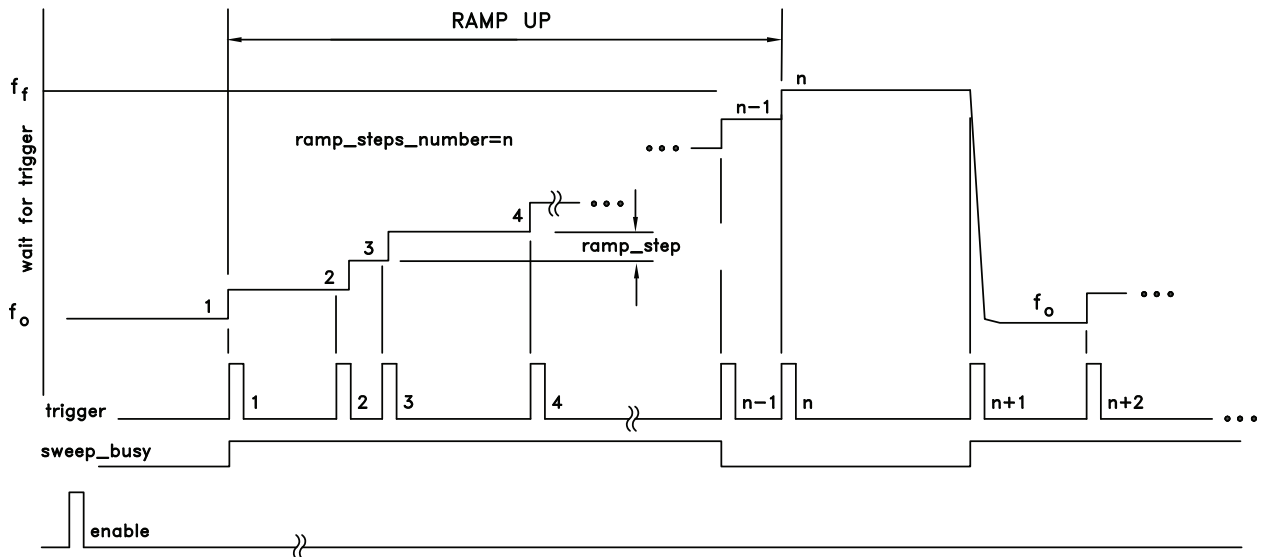 RAMP UP
f f
n
n-1
ramp_steps_number=n
wait for trigger
4
ramp_step
3
2
1
f o
f o
trigger
1
2
3
4
n-1
n
n+1
n+2
sweep_busy
enable